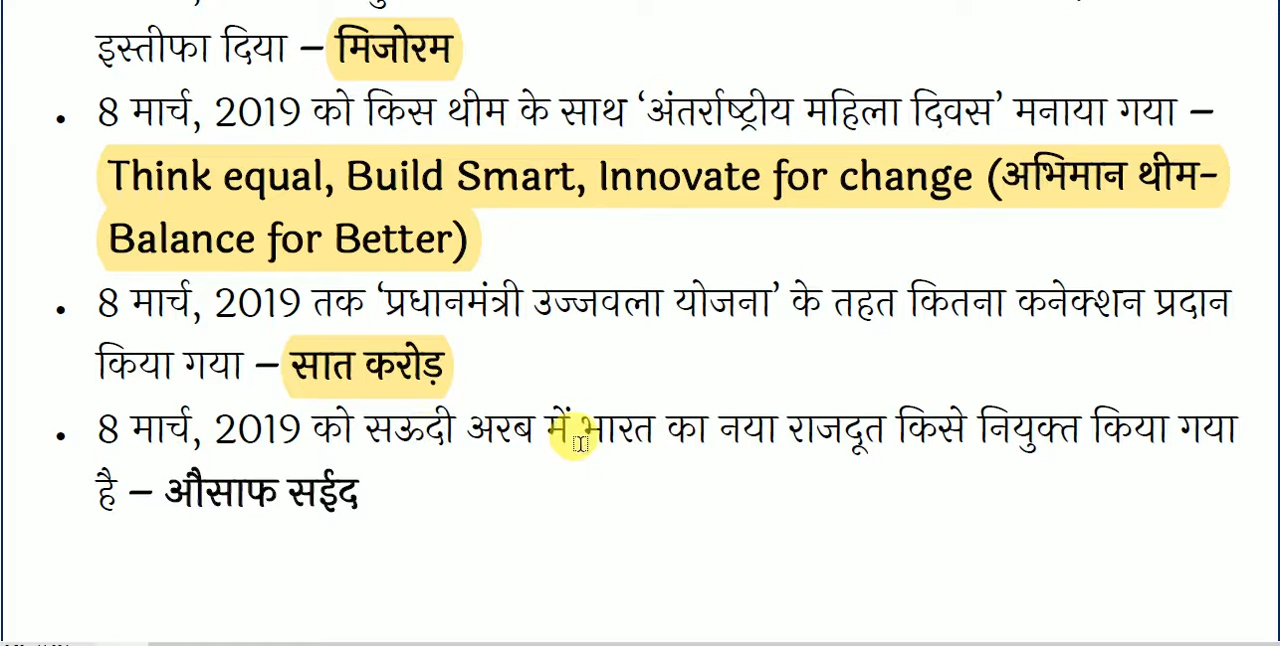 इस्तीफा दिया – मिजोरम
• 8 मार्च, 2019 को किस थीम के साथ ‘अंतर्राष्ट्रीय महिला दिवस’ मनाया गया –
Think equal, Build Smart, Innovate for change (अभिमान थीम-
Balance for Better)
• 8 मार्च, 2019 तक ‘प्रधानमंत्री उज्जवला योजना’ के तहत कितना कनेक्शन प्रदान
किया गया – सात करोड़
• 8 मार्च, 2019 को सऊदी अरब में भारत का नया राजदूत किसे नियुक्त किया गया
है – औसाफ सईद